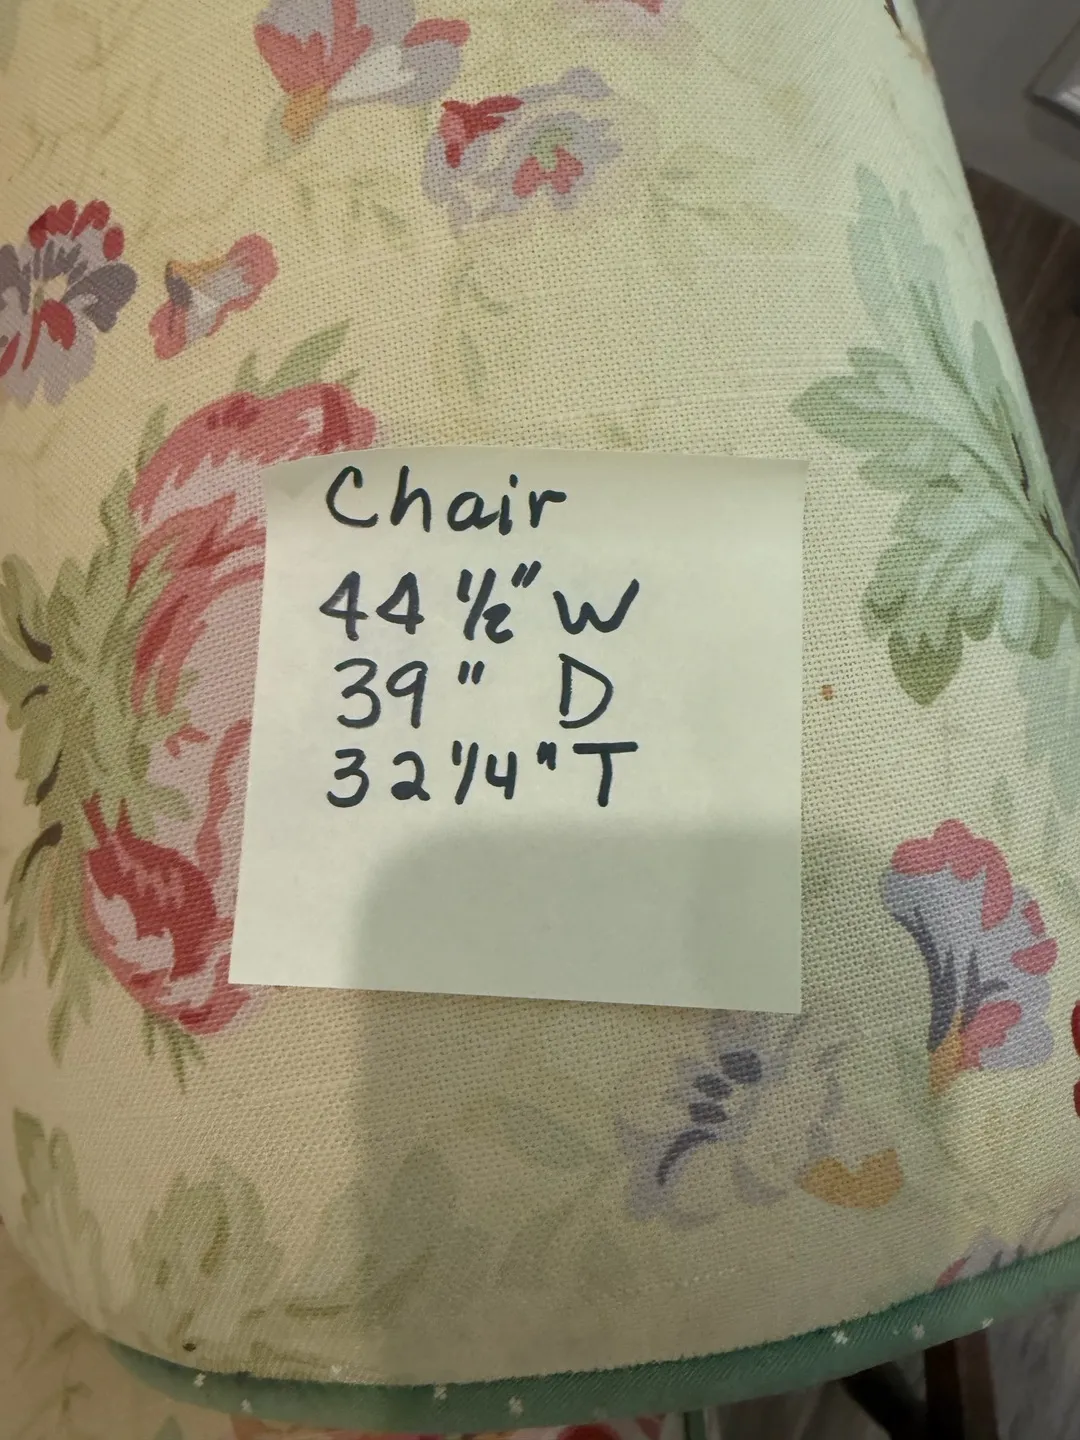 Chair
44 1/2" W
39" D
32 1/4" T